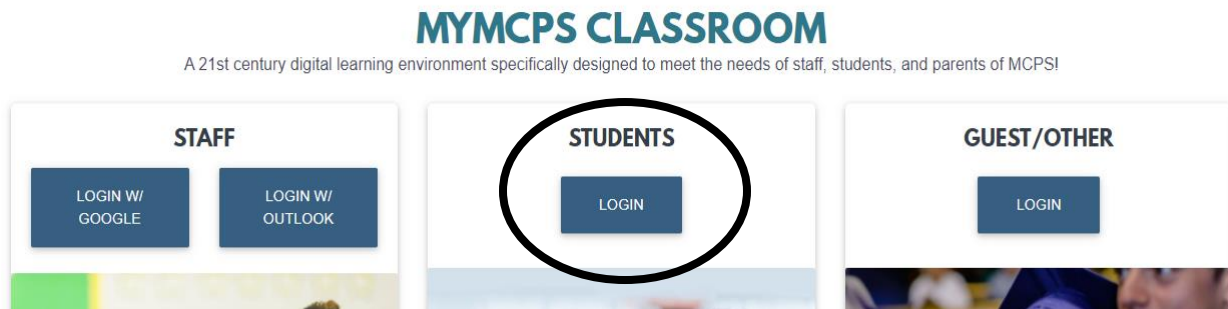 MYMCPS CLASSROOM
A 21st century digital learning environment specifically designed to meet the needs of staff, students, and parents of MCPS!
STAFF
LOGIN W/
GOOGLE
LOGIN W/
OUTLOOK
STUDENTS
LOGIN
GUEST/OTHER
LOGIN